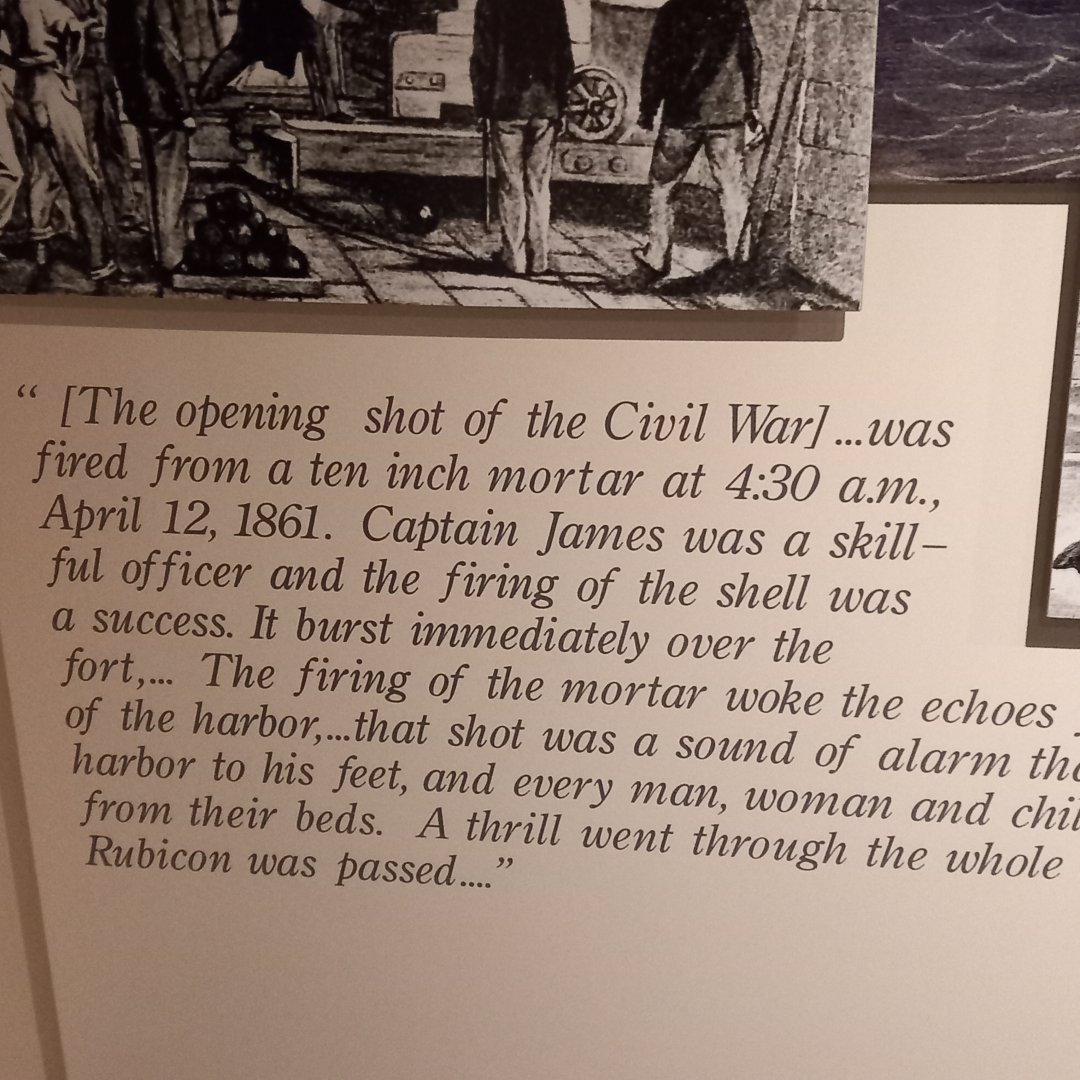 “ [The opening shot of the Civil War] ...was
fired from a ten inch mortar at 4:30 a.m.,
April 12, 1861. Captain James was a skill–
ful officer and the firing of the shell was
a success. It burst immediately over the
fort,... The firing of the mortar woke the echoes
of the harbor,...that shot was a sound of alarm
harbor to his feet, and every man, woman and
from their beds. A thrill went through the whole
Rubicon was passed....”